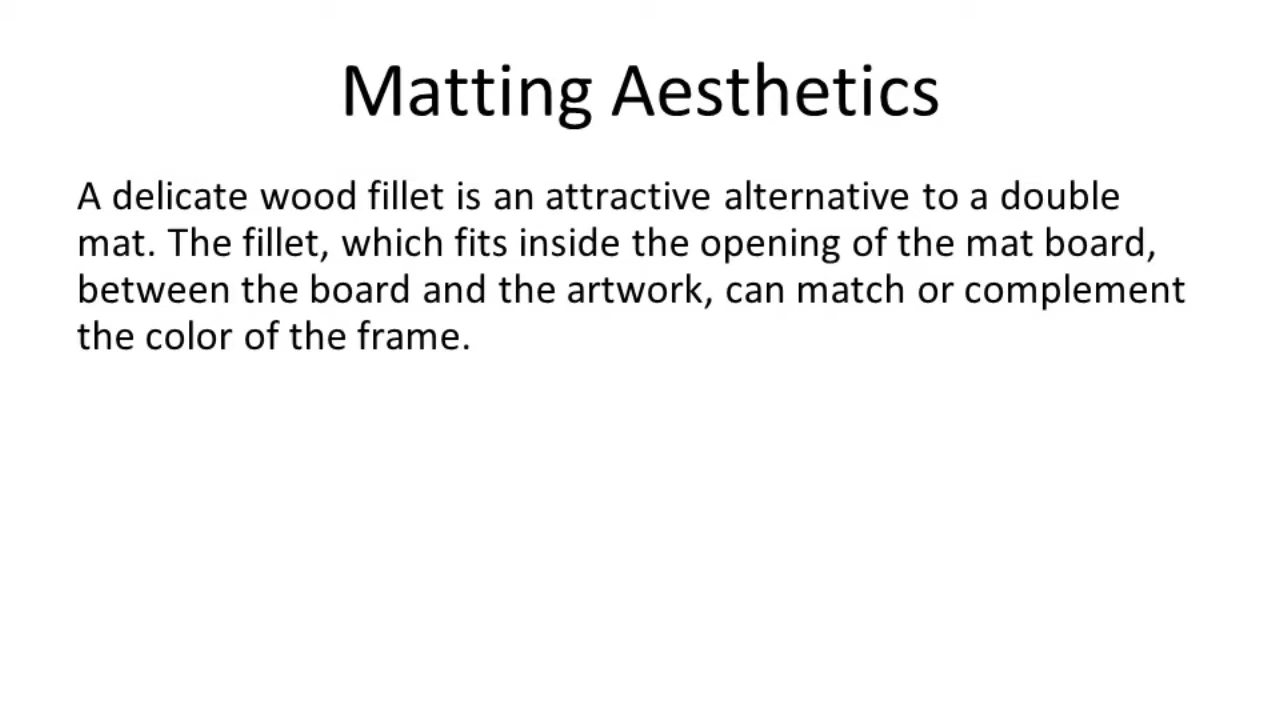 Matting Aesthetics
A delicate wood fillet is an attractive alternative to a double
mat. The fillet, which fits inside the opening of the mat board,
between the board and the artwork, can match or complement
the color of the frame.